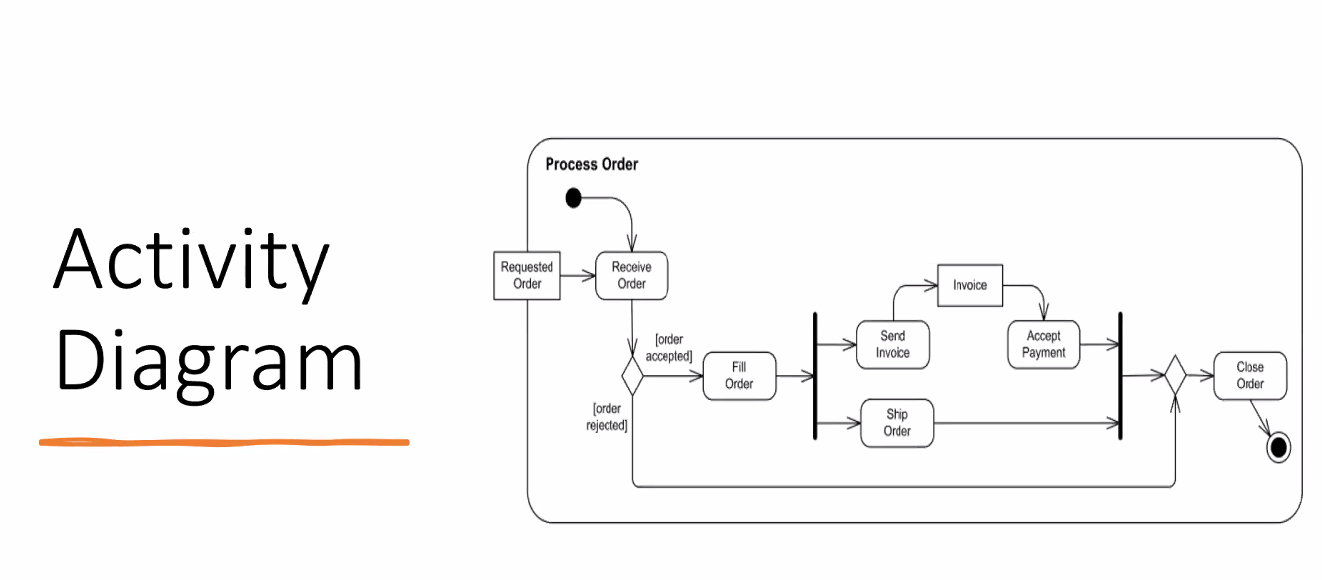 Activity
Diagram
Process Order
Requested
Order
Receive
Order
[order
accepted]
[order
rejected]
Fill
Order
Send
Invoice
Invoice
Accept
Payment
Ship
Order
Close
Order